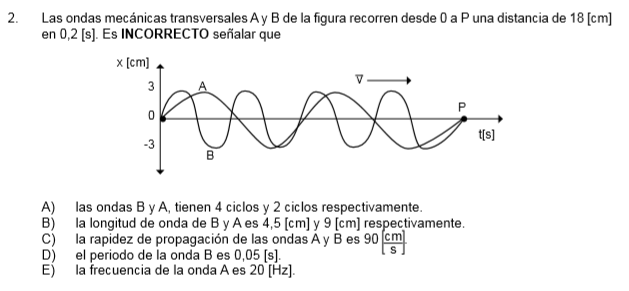 2. Las ondas mecánicas transversales A y B de la figura recorren desde 0 a P una distancia de 18 [cm]
en 0,2 [s]. Es INCORRECTO señalar que
x [cm]
3
A
V
P
0
t[s]
-3
B
A) las ondas B y A, tienen 4 ciclos y 2 ciclos respectivamente.
B) la longitud de onda de B y A es 4,5 [cm] y 9 [cm] respectivamente.
C) la rapidez de propagación de las ondas A y B es 90 [cm/s]
D) el periodo de la onda B es 0,05 [s].
E) la frecuencia de la onda A es 20 [Hz].